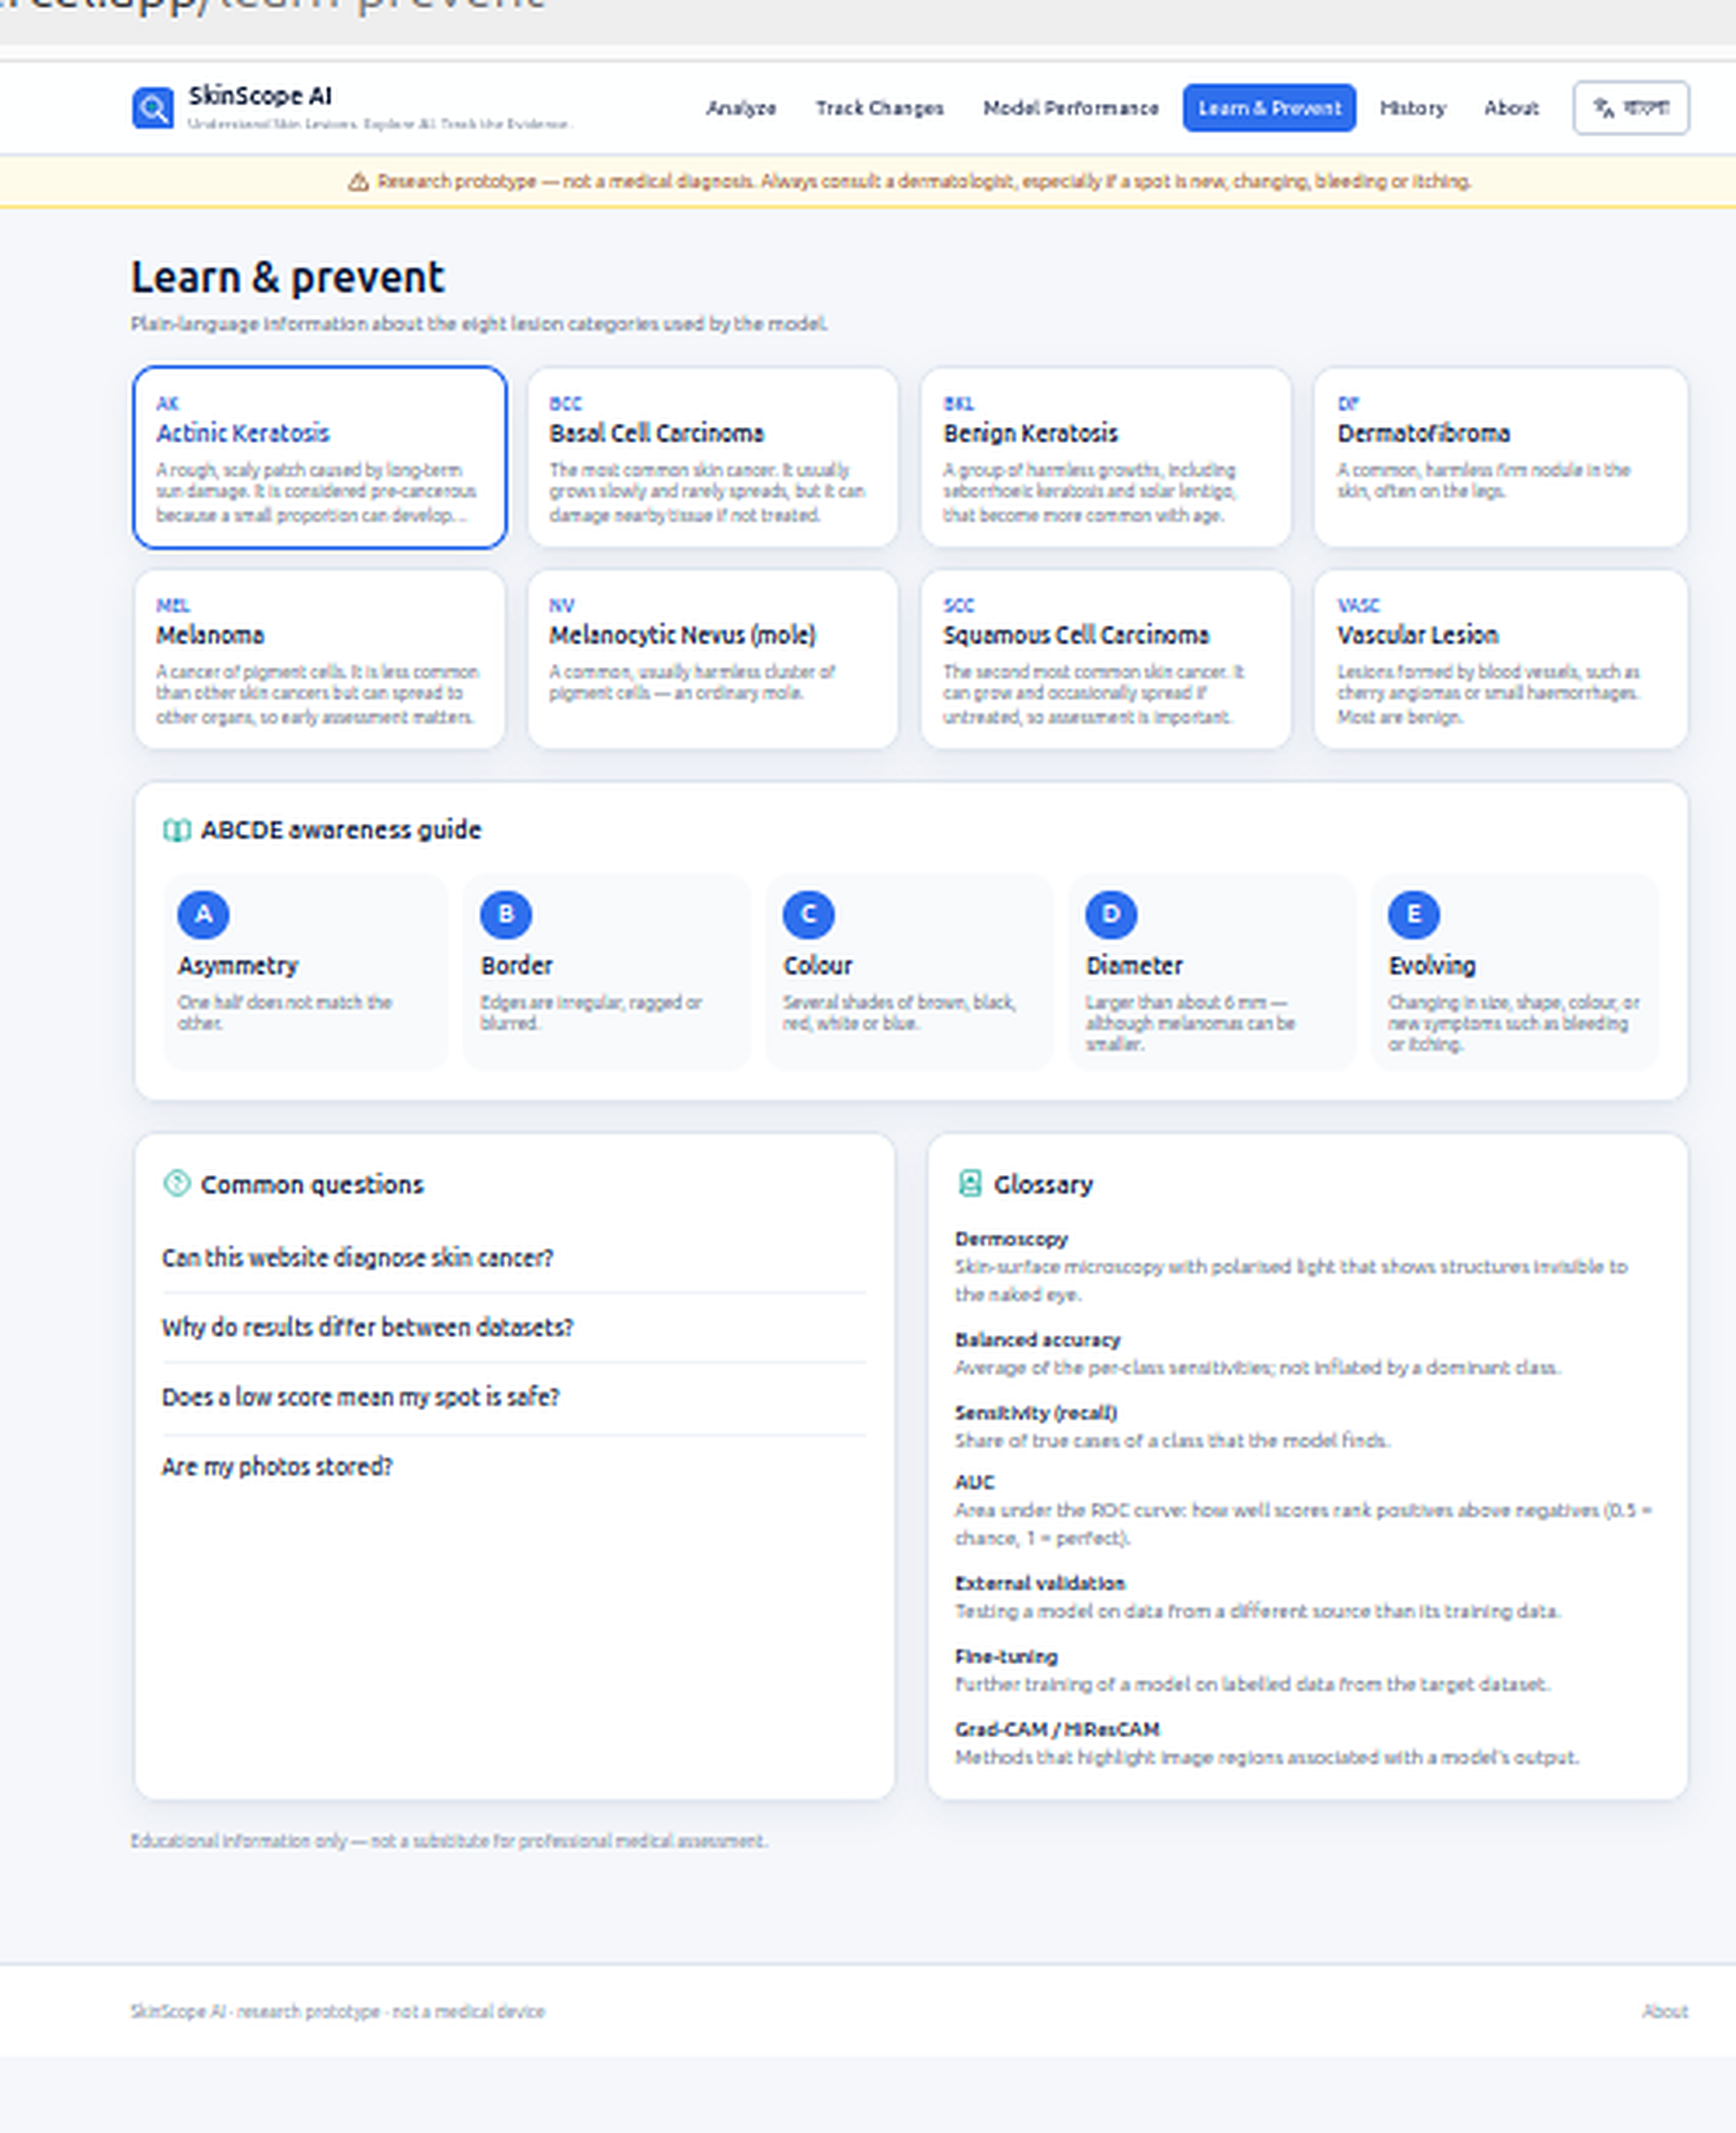 /learn-prevent
SkinScope AI
Understand Skin Lesions. Explore AI. Track the Evidence.
Analyze
Track Changes
Model Performance
Learn & Prevent
History
About
বাংলা
Research prototype — not a medical diagnosis. Always consult a dermatologist, especially if a spot is new, changing, bleeding or itching.
Learn & prevent
Plain-language information about the eight lesion categories used by the model.
AK
Actinic Keratosis
A rough, scaly patch caused by long-term
sun damage. It is considered pre-cancerous
because a small proportion can develop…
BCC
Basal Cell Carcinoma
The most common skin cancer. It usually
grows slowly and rarely spreads, but it can
damage nearby tissue if not treated.
BKL
Benign Keratosis
A group of harmless growths, including
seborrhoeic keratosis and solar lentigo,
that become more common with age.
DF
Dermatofibroma
A common, harmless firm nodule in the
skin, often on the legs.
MEL
Melanoma
A cancer of pigment cells. It is less common
than other skin cancers but can spread to
other organs, so early assessment matters.
NV
Melanocytic Nevus (mole)
A common, usually harmless cluster of
pigment cells — an ordinary mole.
SCC
Squamous Cell Carcinoma
The second most common skin cancer. It
can grow and occasionally spread if
untreated, so assessment is important.
VASC
Vascular Lesion
Lesions formed by blood vessels, such as
cherry angiomas or small haemorrhages.
Most are benign.
ABCDE awareness guide
A
Asymmetry
One half does not match the
other.
B
Border
Edges are irregular, ragged or
blurred.
C
Colour
Several shades of brown, black,
red, white or blue.
D
Diameter
Larger than about 6 mm —
although melanomas can be
smaller.
E
Evolving
Changing in size, shape, colour, or
new symptoms such as bleeding
or itching.
Common questions
Can this website diagnose skin cancer?
Why do results differ between datasets?
Does a low score mean my spot is safe?
Are my photos stored?
Glossary
Dermoscopy
Skin-surface microscopy with polarised light that shows structures invisible to
the naked eye.
Balanced accuracy
Average of the per-class sensitivities; not inflated by a dominant class.
Sensitivity (recall)
Share of true cases of a class that the model finds.
AUC
Area under the ROC curve: how well scores rank positives above negatives (0.5 =
chance, 1 = perfect).
External validation
Testing a model on data from a different source than its training data.
Fine-tuning
Further training of a model on labelled data from the target dataset.
Grad-CAM / HiResCAM
Methods that highlight image regions associated with a model's output.
Educational information only — not a substitute for professional medical assessment.
SkinScope AI · research prototype · not a medical device
About